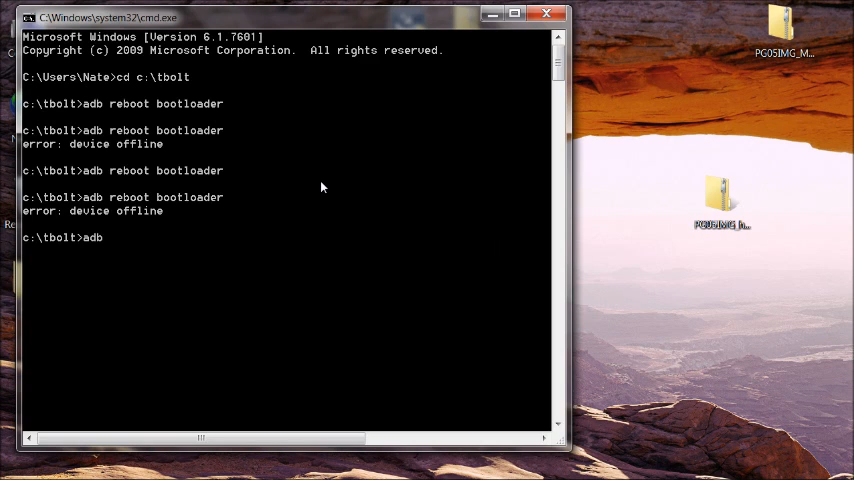 C:\Windows\system32\cmd.exe
Microsoft Windows [Version 6.1.7601]
Copyright (c) 2009 Microsoft Corporation.  All rights reserved.
C:\Users\Nate>cd c:\tbolt
c:\tbolt>adb reboot bootloader
c:\tbolt>adb reboot bootloader
error: device offline
c:\tbolt>adb reboot bootloader
c:\tbolt>adb reboot bootloader
error: device offline
c:\tbolt>adb
PG05IMG_M...
PG05IMG_h...